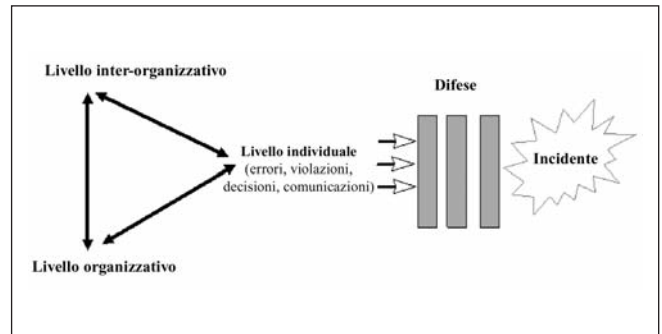 Livello inter-organizzativo
Difese
Livello individuale
(errori, violazioni,
decisioni, comunicazioni)
Incidente
Livello organizzativo